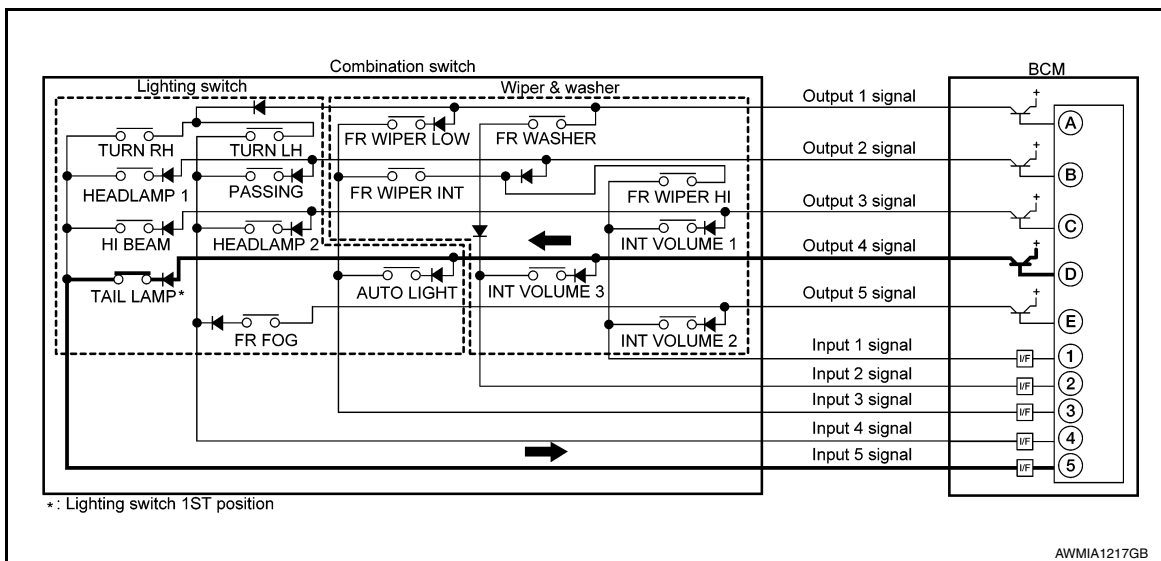 Combination switch
BCM
Lighting switch
Wiper & washer
Output 1 signal
+
A
FR WIPER LOW
FR WASHER
TURN RH
TURN LH
Output 2 signal
+
B
HEADLAMP 1
PASSING
FR WIPER INT
FR WIPER HI
Output 3 signal
+
C
HI BEAM
HEADLAMP 2
INT VOLUME 1
Output 4 signal
+
D
TAIL LAMP*
AUTO LIGHT
INT VOLUME 3
Output 5 signal
+
E
FR FOG
INT VOLUME 2
Input 1 signal
I/F
1
Input 2 signal
I/F
2
Input 3 signal
I/F
3
Input 4 signal
I/F
4
Input 5 signal
I/F
5
*: Lighting switch 1ST position
AWMIA1217GB